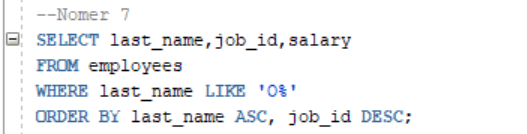 --Nomer 7
SELECT last_name,job_id,salary
FROM employees
WHERE last_name LIKE 'O%'
ORDER BY last_name ASC, job_id DESC;